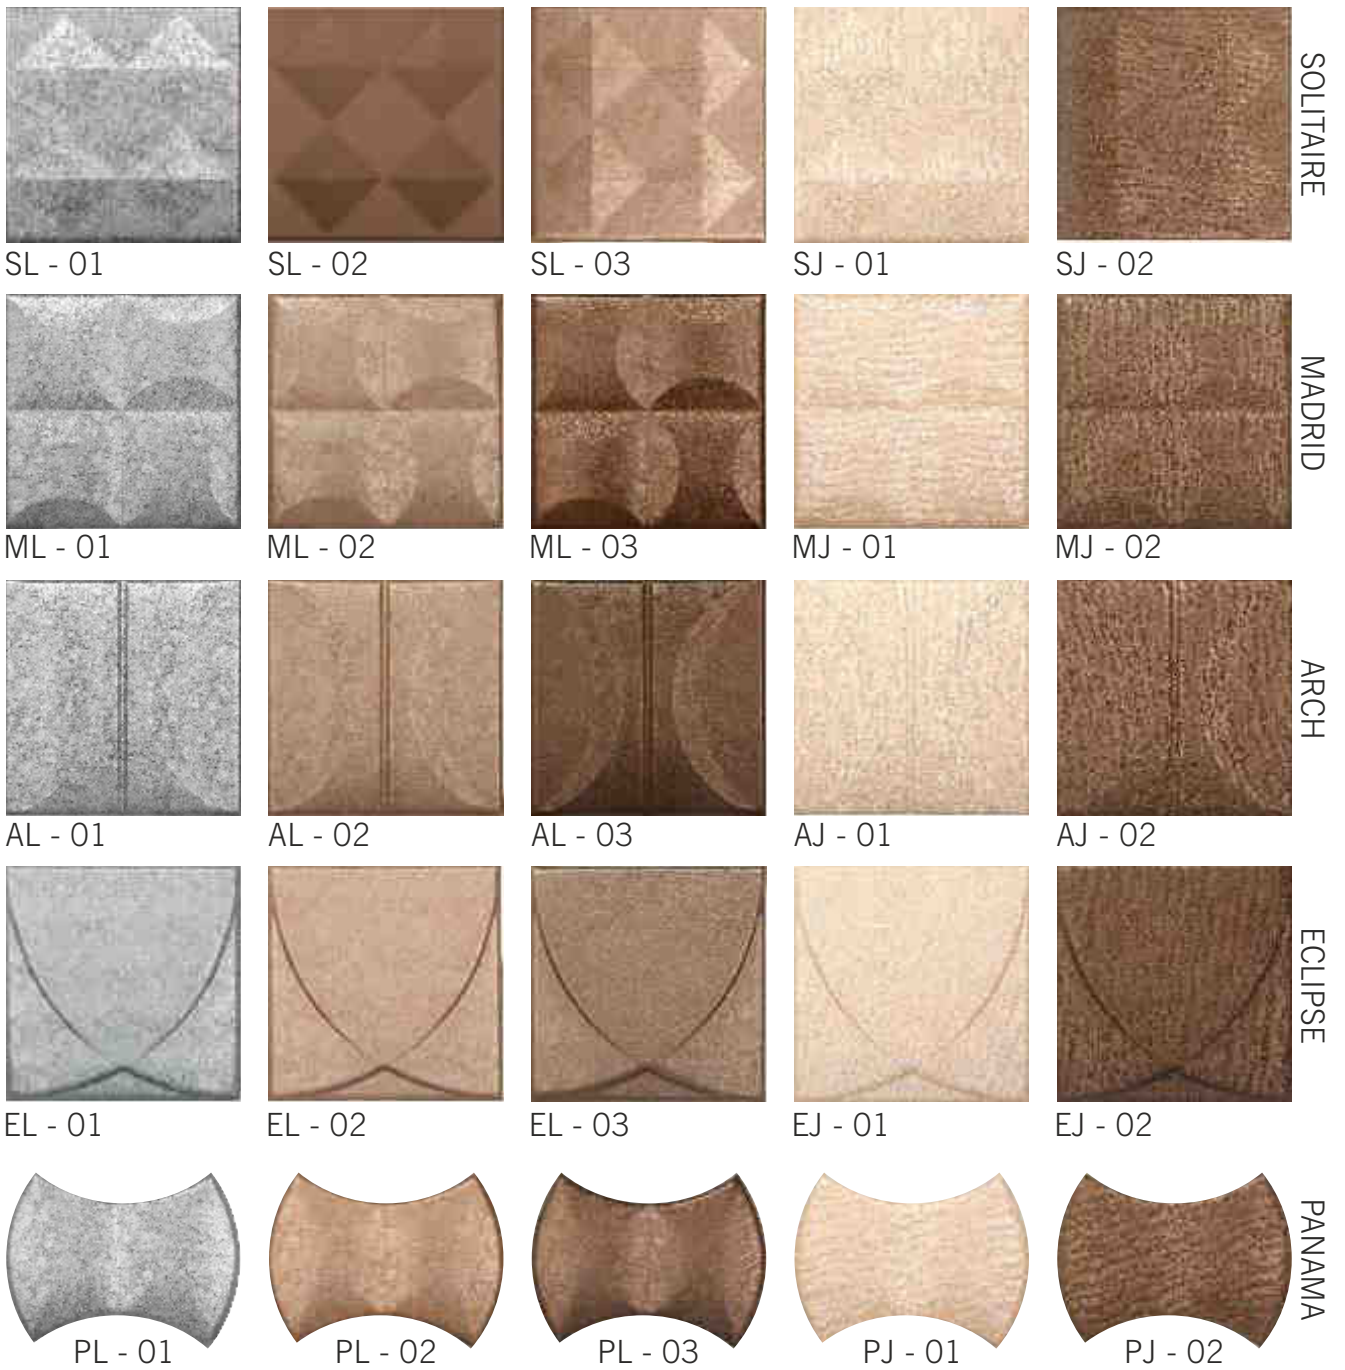 SOLITAIRE
SL - 01 SL - 02 SL - 03 SJ - 01 SJ - 02
MADRID
ML - 01 ML - 02 ML - 03 MJ - 01 MJ - 02
ARCH
AL - 01 AL - 02 AL - 03 AJ - 01 AJ - 02
ECLIPSE
EL - 01 EL - 02 EL - 03 EJ - 01 EJ - 02
PANAMA
PL - 01 PL - 02 PL - 03 PJ - 01 PJ - 02